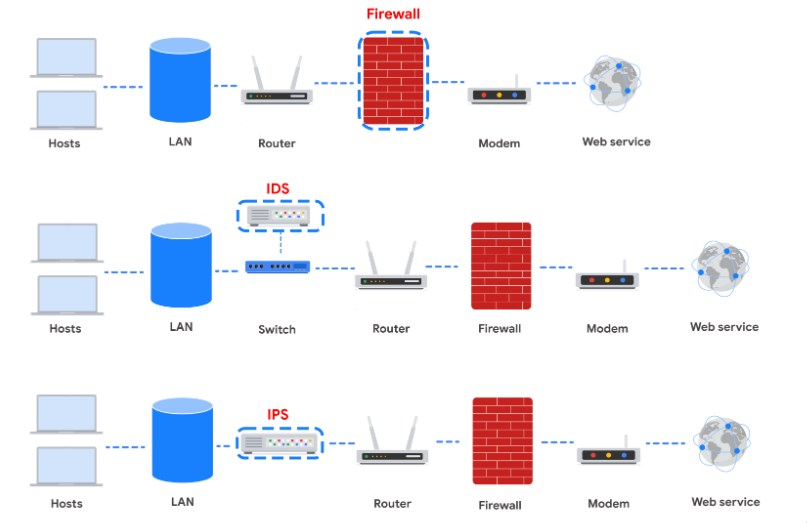 Firewall
Hosts
LAN
Router
Modem
Web service
IDS
Hosts
LAN
Switch
Router
Firewall
Modem
Web service
IPS
Hosts
LAN
Router
Firewall
Modem
Web service